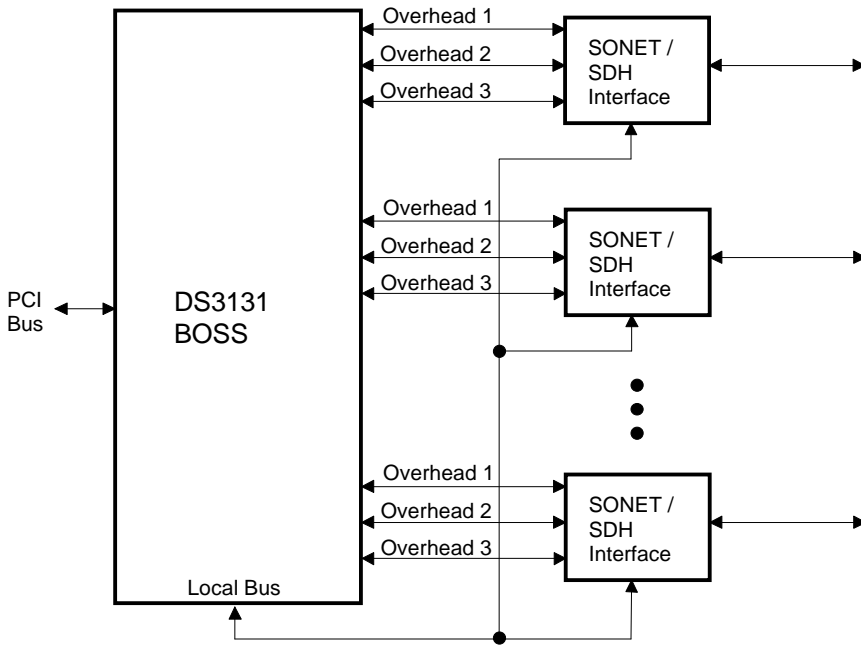 Overhead 1
Overhead 2
Overhead 3
SONET /
SDH
Interface
Overhead 1
Overhead 2
Overhead 3
SONET /
SDH
Interface
PCI
Bus
DS3131
BOSS
Overhead 1
Overhead 2
Overhead 3
SONET /
SDH
Interface
Local Bus